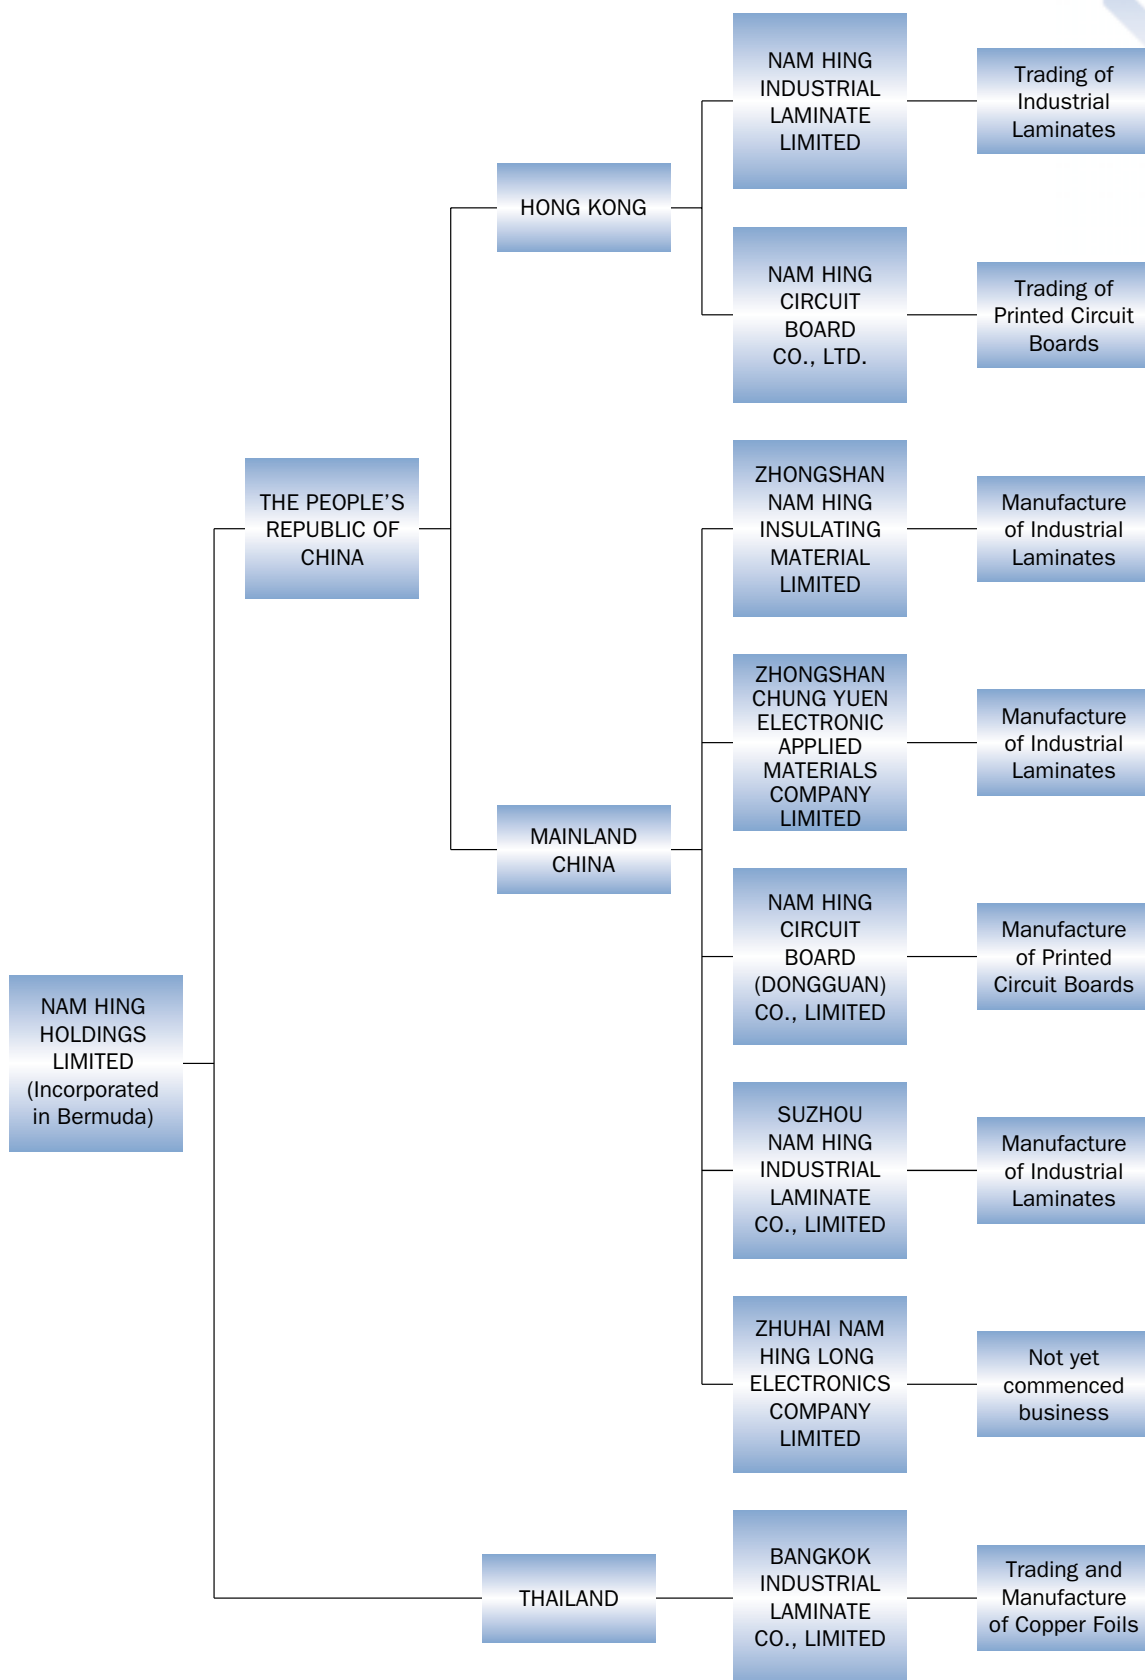 NAM HING
HOLDINGS
LIMITED
(Incorporated
in Bermuda)
THE PEOPLE’S
REPUBLIC OF
CHINA
HONG KONG
NAM HING
INDUSTRIAL
LAMINATE
LIMITED
Trading of
Industrial
Laminates
NAM HING
CIRCUIT
BOARD
CO., LTD.
Trading of
Printed Circuit
Boards
MAINLAND
CHINA
ZHONGSHAN
NAM HING
INSULATING
MATERIAL
LIMITED
Manufacture
of Industrial
Laminates
ZHONGSHAN
CHUNG YUEN
ELECTRONIC
APPLIED
MATERIALS
COMPANY
LIMITED
Manufacture
of Industrial
Laminates
NAM HING
CIRCUIT
BOARD
(DONGGUAN)
CO., LIMITED
Manufacture
of Printed
Circuit Boards
SUZHOU
NAM HING
INDUSTRIAL
LAMINATE
CO., LIMITED
Manufacture
of Industrial
Laminates
ZHUHAI NAM
HING LONG
ELECTRONICS
COMPANY
LIMITED
Not yet
commenced
business
THAILAND
BANGKOK
INDUSTRIAL
LAMINATE
CO., LIMITED
Trading and
Manufacture
of Copper Foils